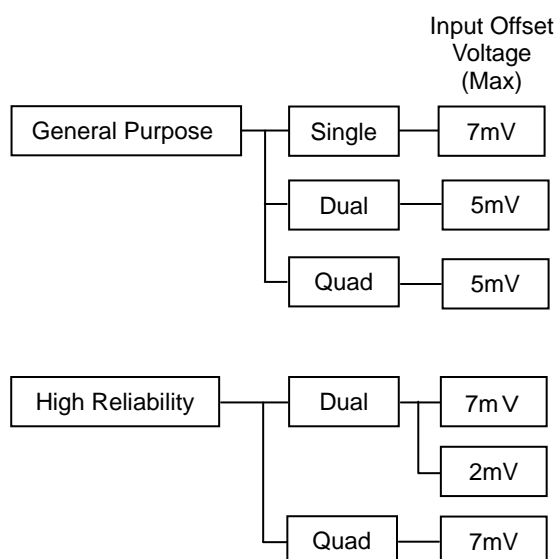 Input Offset
Voltage
(Max)
General Purpose
Single
7mV
Dual
5mV
Quad
5mV
High Reliability
Dual
7mV
2mV
Quad
7mV